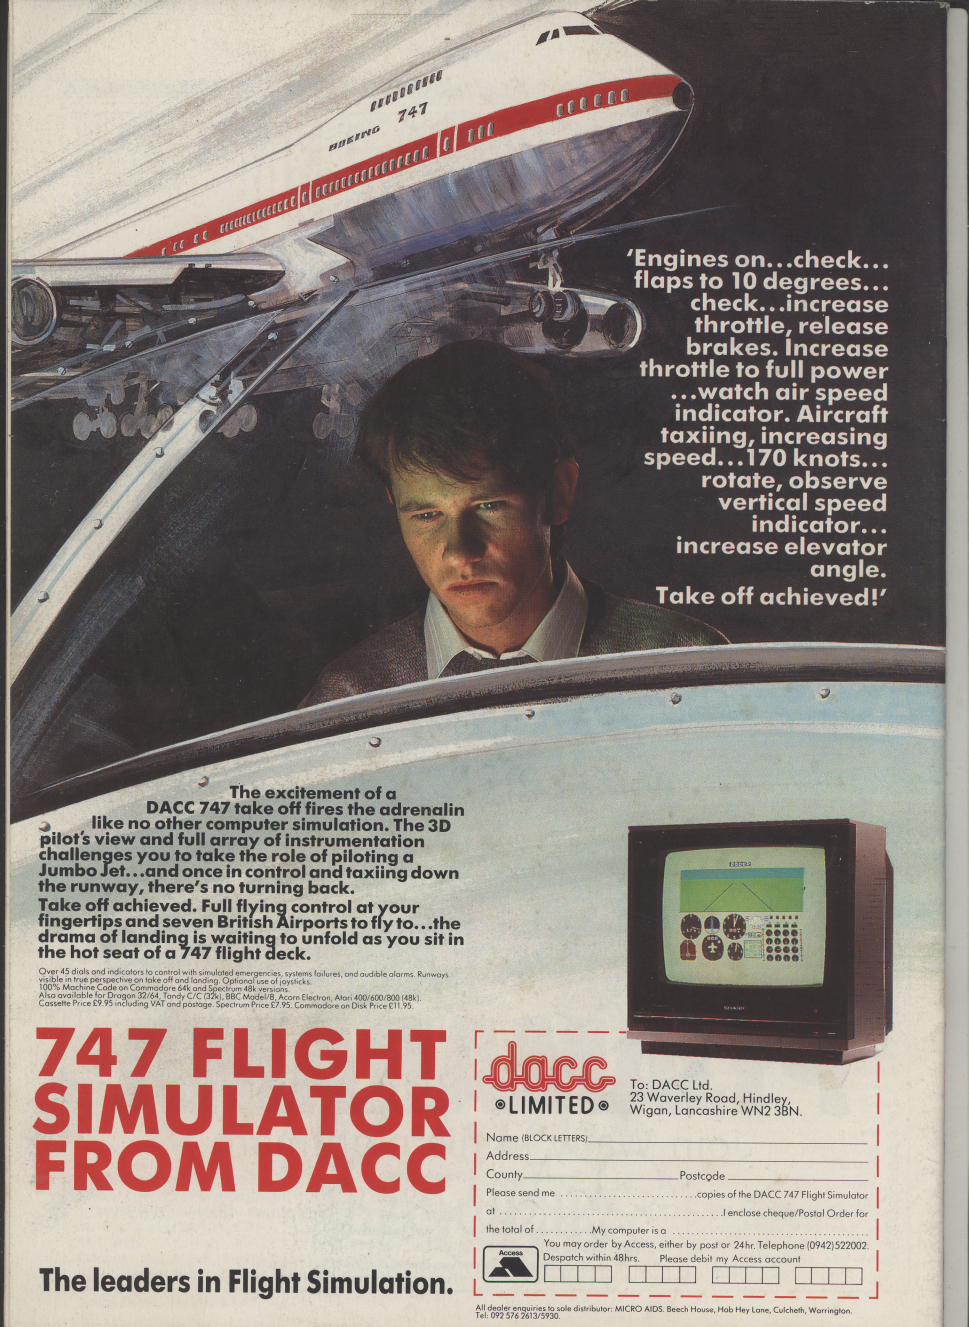 BOEING 747
'Engines on...check...
flaps to 10 degrees...
check...increase
throttle, release
brakes. Increase
throttle to full power
...watch air speed
indicator. Aircraft
taxiing, increasing
speed...170 knots...
rotate, observe
vertical speed
indicator...
increase elevator
angle.
Take off achieved!'
The excitement of a
DACC 747 take off fires the adrenalin
like no other computer simulation. The 3D
pilot's view and full array of instrumentation
challenges you to take the role of piloting a
Jumbo Jet...and once in control and taxiing down
the runway, there's no turning back.
Take off achieved. Full flying control at your
fingertips and seven British Airports to fly to...the
drama of landing is waiting to unfold as you sit in
the hot seat of a 747 flight deck.
Over 45 dials and indicators to control with simulated emergencies, systems failures, and audible alarms. Runways
visible in true perspective on take off and landing. Optional use of joysticks.
100% Machine Code on Commodore 64k and Spectrum 48k versions.
Also available for Dragon 32/64, Tandy C/C (32k), BBC Model/B, Acorn Electron, Atari 400/600/800 (48k).
Cassette Price £9.95 including VAT and postage. Spectrum Price £7.95. Commodore on Disk Price £11.95.
747 FLIGHT
SIMULATOR
FROM DACC
The leaders in Flight Simulation.
dacc
LIMITED
To: DACC Ltd.
23 Waverley Road, Hindley,
Wigan, Lancashire WN2 3BN.
Name (BLOCK LETTERS)
Address
County Postcode
Please send me copies of the DACC 747 Flight Simulator
at I enclose cheque/Postal Order for
the total of My computer is a
You may order by Access, either by post or 24hr. Telephone (0942) 522002.
Access
Despatch within 48hrs. Please debit my Access account
All dealer enquiries to sole distributor: MICRO AIDS. Beech House, Hob Hey Lane, Culcheth, Warrington.
Tel: 092 576 2613/5930.